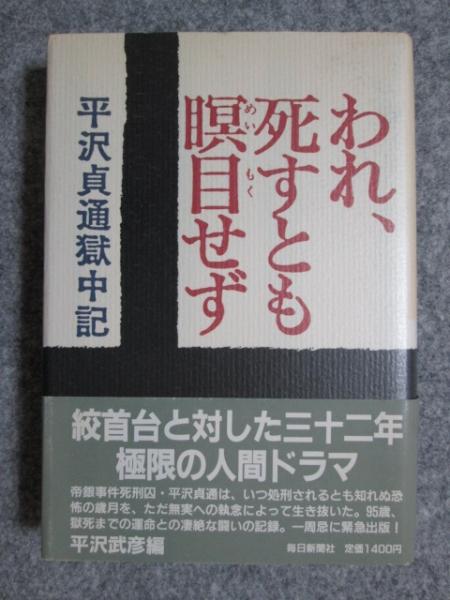 われ、
死すとも
瞑目せず
めい もく
平沢貞通獄中記
絞首台と対した三十二年
極限の人間ドラマ
帝銀事件死刑囚・平沢貞通は、いつ処刑されるとも知れぬ恐
怖の歳月を、ただ無実への執念によって生き抜いた。95歳、
獄死までの運命との凄絶な闘いの記録。一周忌に緊急出版！
平沢武彦編
毎日新聞社 定価1400円